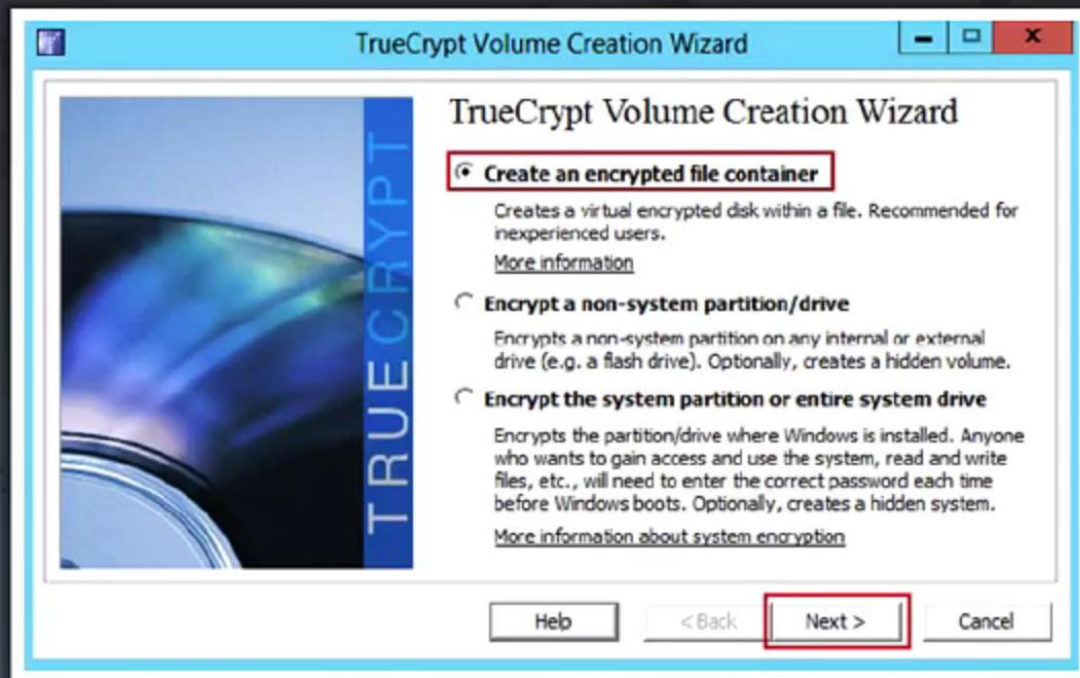 TrueCrypt Volume Creation Wizard
TRUECRYPT
TrueCrypt Volume Creation Wizard
Create an encrypted file container
Creates a virtual encrypted disk within a file. Recommended for
inexperienced users.
More information
Encrypt a non-system partition/drive
Encrypts a non-system partition on any internal or external
drive (e.g. a flash drive). Optionally, creates a hidden volume.
Encrypt the system partition or entire system drive
Encrypts the partition/drive where Windows is installed. Anyone
who wants to gain access and use the system, read and write
files, etc., will need to enter the correct password each time
before Windows boots. Optionally, creates a hidden system.
More information about system encryption
Help
< Back
Next >
Cancel